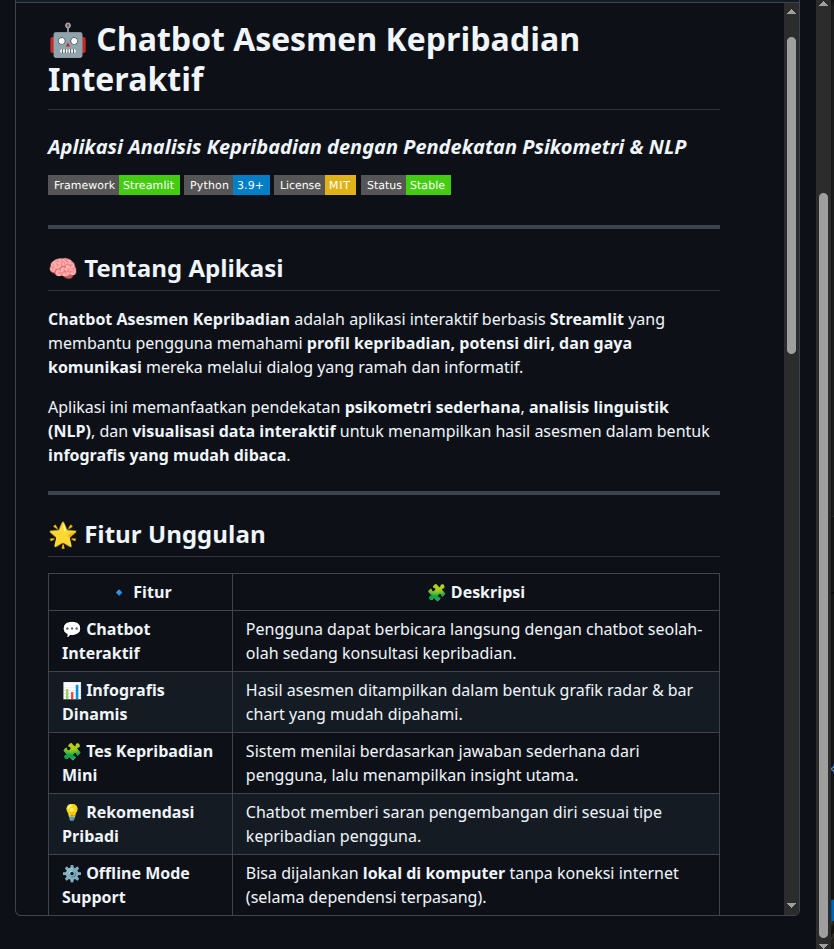 🤖 Chatbot Asesmen Kepribadian
Interaktif
Aplikasi Analisis Kepribadian dengan Pendekatan Psikometri & NLP
Framework Streamlit Python 3.9+ License MIT Status Stable
🧠 Tentang Aplikasi
Chatbot Asesmen Kepribadian adalah aplikasi interaktif berbasis Streamlit yang
membantu pengguna memahami profil kepribadian, potensi diri, dan gaya
komunikasi mereka melalui dialog yang ramah dan informatif.
Aplikasi ini memanfaatkan pendekatan psikometri sederhana, analisis linguistik
(NLP), dan visualisasi data interaktif untuk menampilkan hasil asesmen dalam bentuk
infografis yang mudah dibaca.
🌟 Fitur Unggulan
🔹 Fitur 🧩 Deskripsi
💬 Chatbot
Interaktif
Pengguna dapat berbicara langsung dengan chatbot seolah-
olah sedang konsultasi kepribadian.
📊 Infografis
Dinamis
Hasil asesmen ditampilkan dalam bentuk grafik radar & bar
chart yang mudah dipahami.
🧩 Tes Kepribadian
Mini
Sistem menilai berdasarkan jawaban sederhana dari
pengguna, lalu menampilkan insight utama.
💡 Rekomendasi
Pribadi
Chatbot memberi saran pengembangan diri sesuai tipe
kepribadian pengguna.
⚙️ Offline Mode
Support
Bisa dijalankan lokal di komputer tanpa koneksi internet
(selama dependensi terpasang).